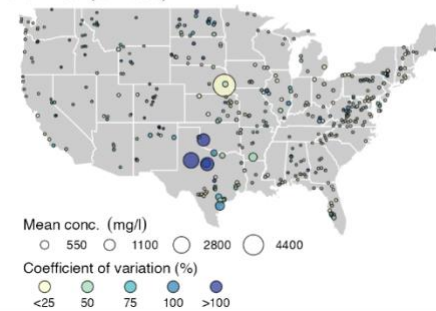 Mean conc. (mg/l)
550 1100 2800 4400
Coefficient of variation (%)
<25 50 75 100 >100